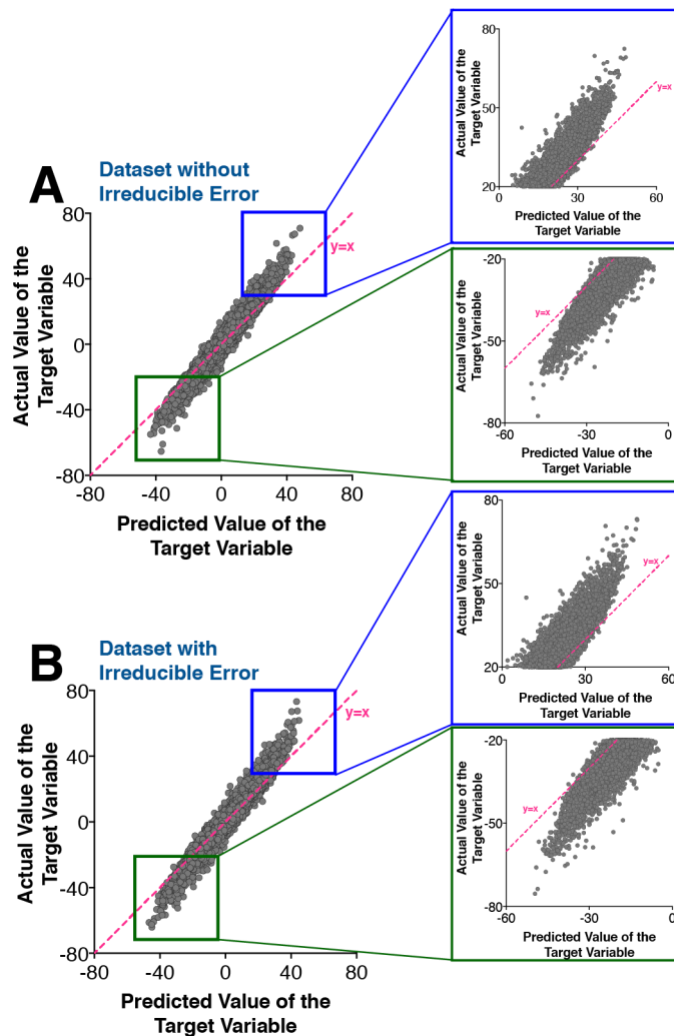 A
Dataset without
Irreducible Error
80
40
0
-40
-80
-80
-40
0
40
80
y=x
Actual Value of the
Target Variable
Predicted Value of the
Target Variable
80
50
20
0
30
60
y=x
Actual Value of the
Target Variable
Predicted Value of the
Target Variable
-20
-50
-80
-60
-30
0
y=x
Actual Value of the
Target Variable
Predicted Value of the
Target Variable
B
Dataset with
Irreducible Error
80
40
0
-40
-80
-80
-40
0
40
80
y=x
Actual Value of the
Target Variable
Predicted Value of the
Target Variable
80
50
20
0
30
60
y=x
Actual Value of the
Target Variable
Predicted Value of the
Target Variable
-20
-50
-80
-60
-30
0
y=x
Actual Value of the
Target Variable
Predicted Value of the
Target Variable